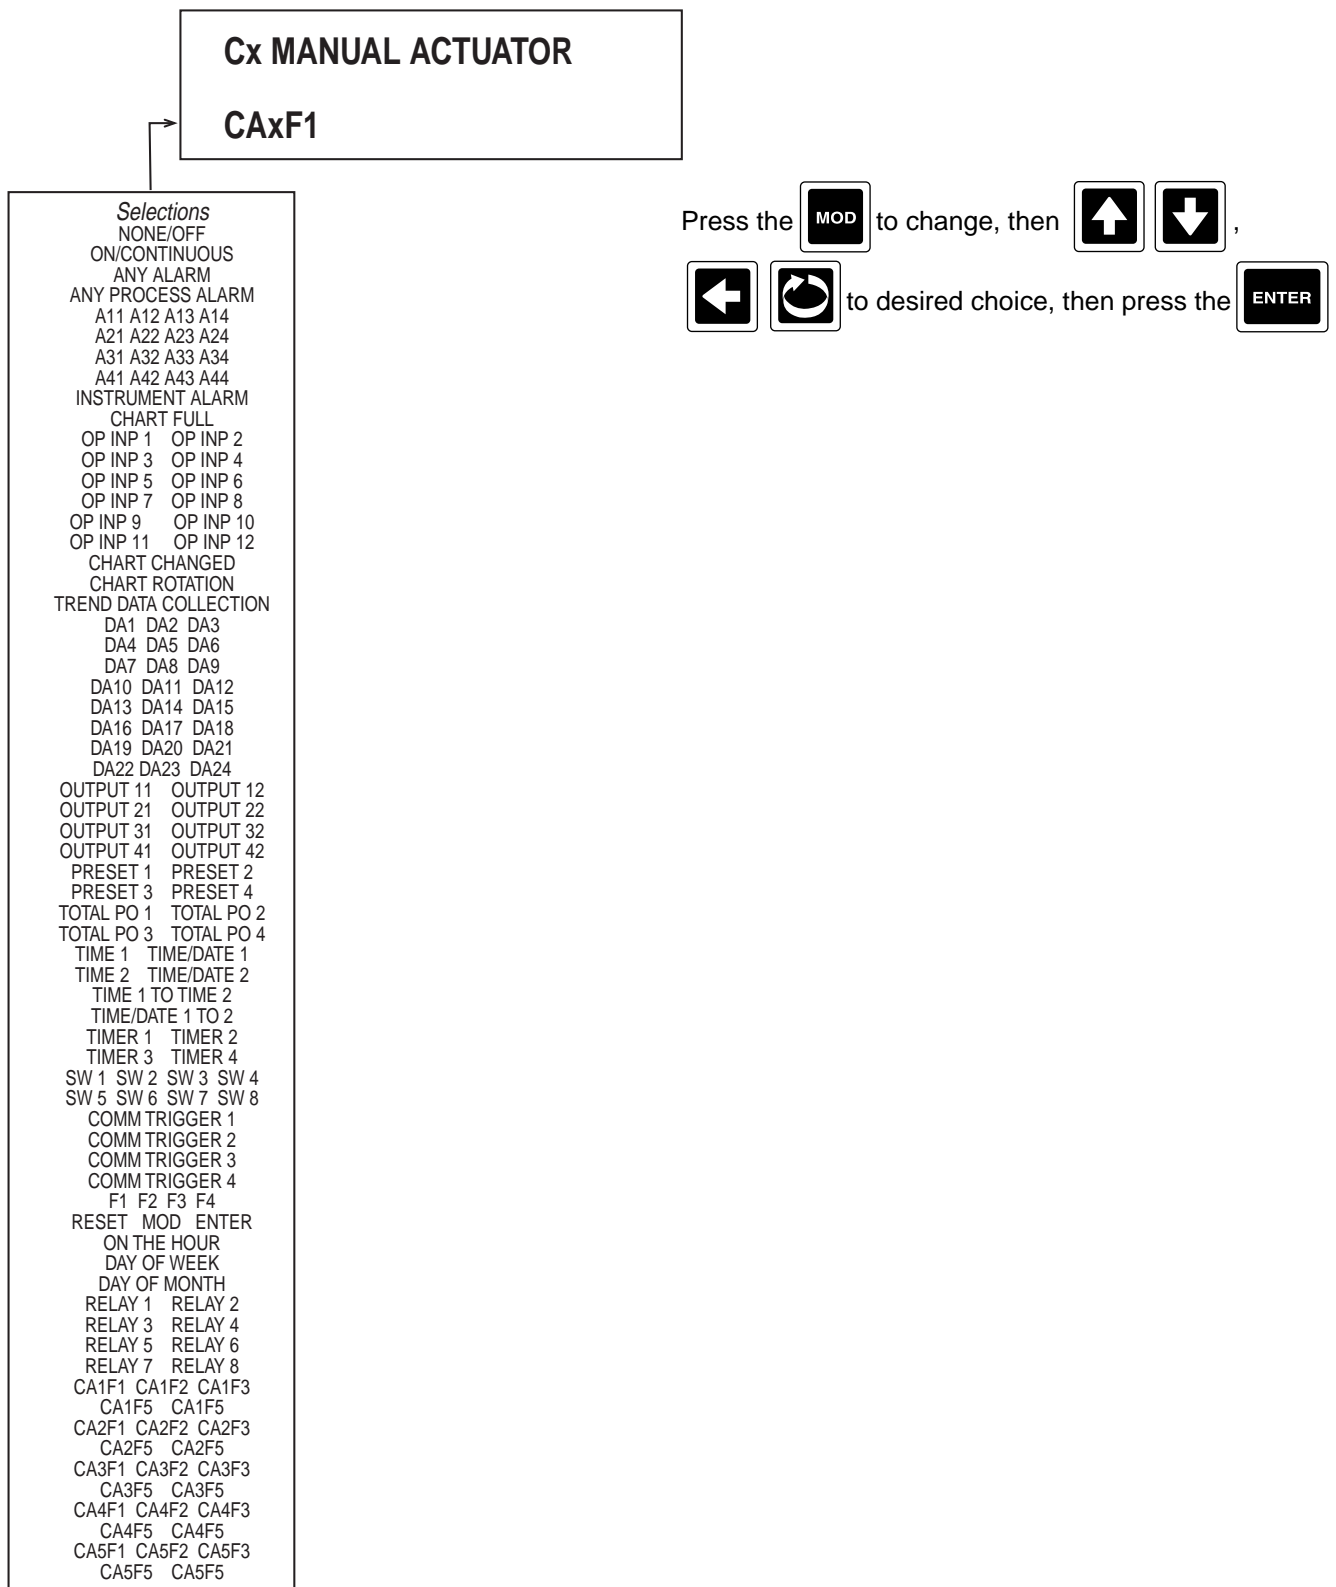 Cx MANUAL ACTUATOR
CAxF1
Press the MOD to change, then ,
to desired choice, then press the ENTER
Selections
NONE/OFF
ON/CONTINUOUS
ANY ALARM
ANY PROCESS ALARM
A11 A12 A13 A14
A21 A22 A23 A24
A31 A32 A33 A34
A41 A42 A43 A44
INSTRUMENT ALARM
CHART FULL
OP INP 1 OP INP 2
OP INP 3 OP INP 4
OP INP 5 OP INP 6
OP INP 7 OP INP 8
OP INP 9 OP INP 10
OP INP 11 OP INP 12
CHART CHANGED
CHART ROTATION
TREND DATA COLLECTION
DA1 DA2 DA3
DA4 DA5 DA6
DA7 DA8 DA9
DA10 DA11 DA12
DA13 DA14 DA15
DA16 DA17 DA18
DA19 DA20 DA21
DA22 DA23 DA24
OUTPUT 11 OUTPUT 12
OUTPUT 21 OUTPUT 22
OUTPUT 31 OUTPUT 32
OUTPUT 41 OUTPUT 42
PRESET 1 PRESET 2
PRESET 3 PRESET 4
TOTAL PO 1 TOTAL PO 2
TOTAL PO 3 TOTAL PO 4
TIME 1 TIME/DATE 1
TIME 2 TIME/DATE 2
TIME 1 TO TIME 2
TIME/DATE 1 TO 2
TIMER 1 TIMER 2
TIMER 3 TIMER 4
SW 1 SW 2 SW 3 SW 4
SW 5 SW 6 SW 7 SW 8
COMM TRIGGER 1
COMM TRIGGER 2
COMM TRIGGER 3
COMM TRIGGER 4
F1 F2 F3 F4
RESET MOD ENTER
ON THE HOUR
DAY OF WEEK
DAY OF MONTH
RELAY 1 RELAY 2
RELAY 3 RELAY 4
RELAY 5 RELAY 6
RELAY 7 RELAY 8
CA1F1 CA1F2 CA1F3
CA1F5 CA1F5
CA2F1 CA2F2 CA2F3
CA2F5 CA2F5
CA3F1 CA3F2 CA3F3
CA3F5 CA3F5
CA4F1 CA4F2 CA4F3
CA4F5 CA4F5
CA5F1 CA5F2 CA5F3
CA5F5 CA5F5